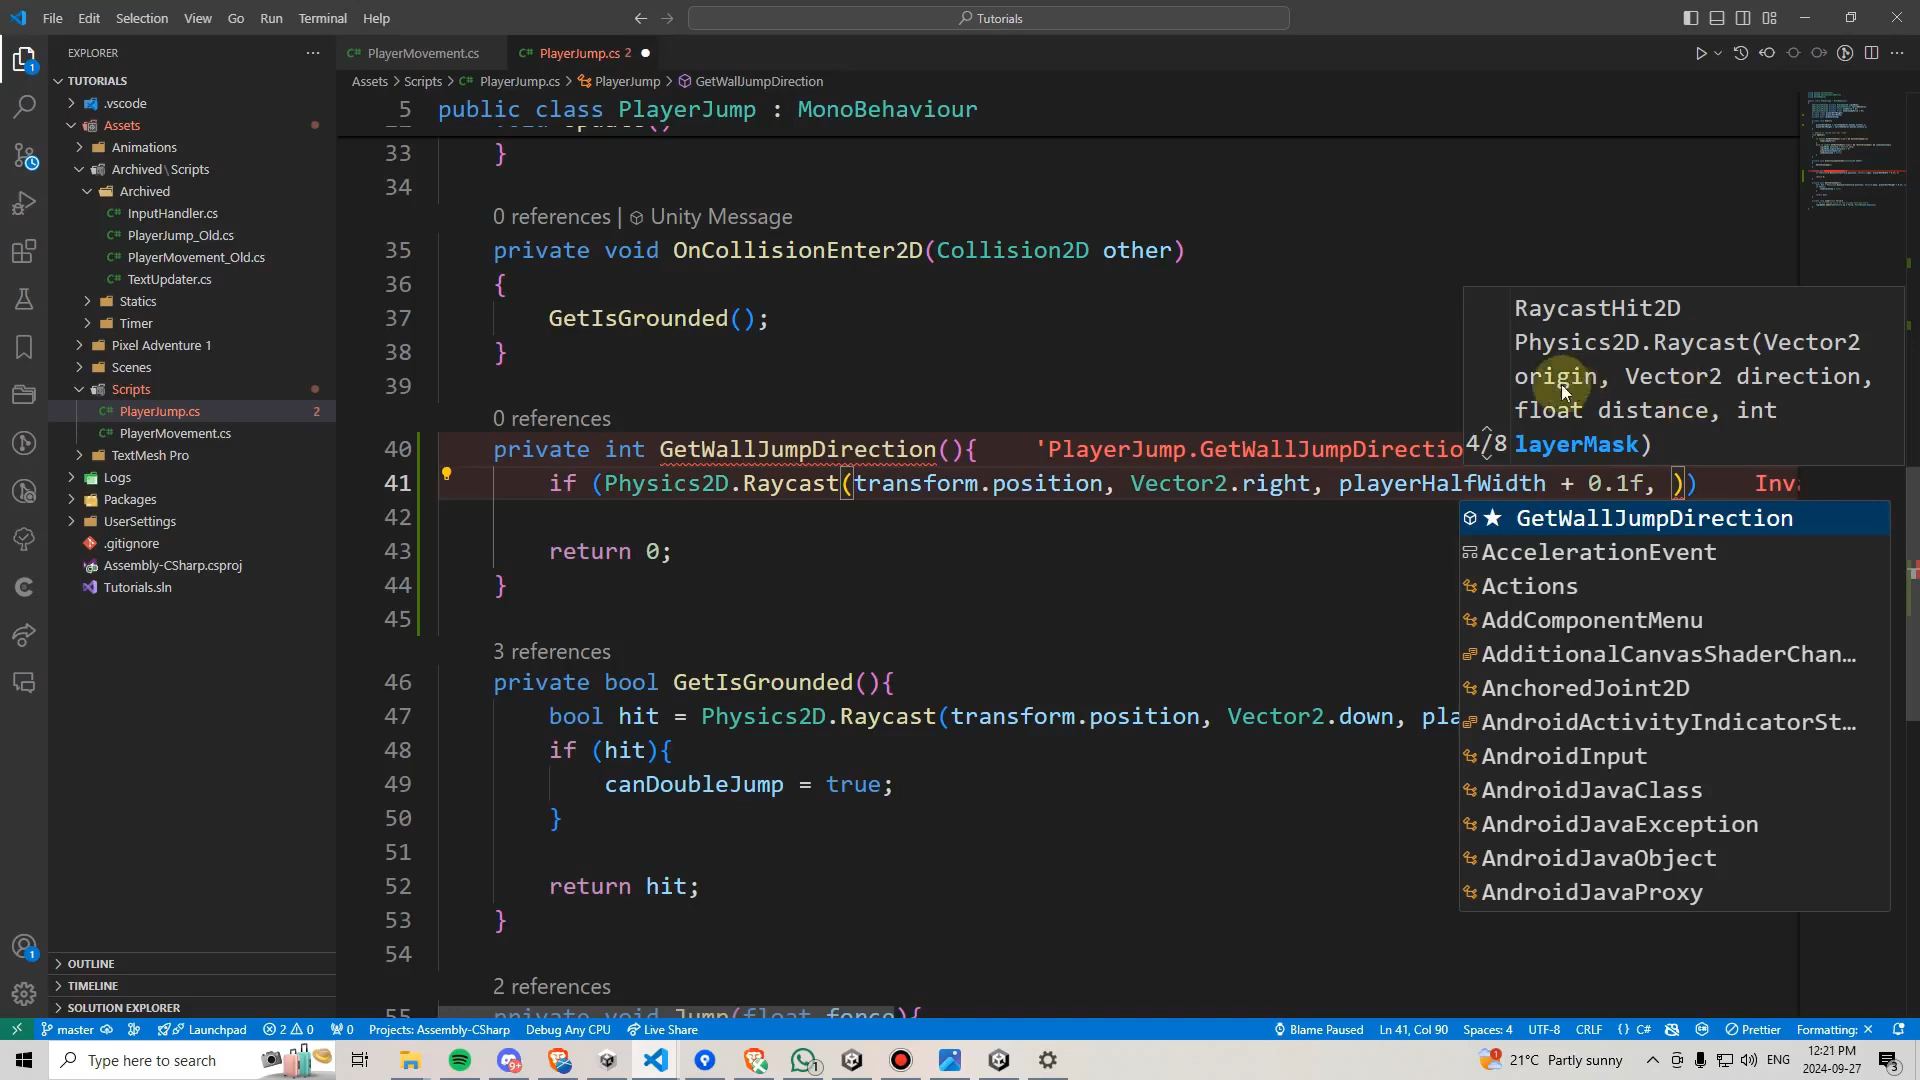 File Edit Selection View Go Run Terminal Help
Tutorials
EXPLORER
PlayerMovement.cs
PlayerJump.cs 2
TUTORIALS
.vscode
Assets
Animations
Archived\Scripts
Archived
InputHandler.cs
PlayerJump_Old.cs
PlayerMovement_Old.cs
TextUpdater.cs
Statics
Timer
Pixel Adventure 1
Scenes
Scripts
PlayerJump.cs 2
PlayerMovement.cs
TextMesh Pro
Logs
Packages
UserSettings
.gitignore
Assembly-CSharp.csproj
Tutorials.sln
OUTLINE
TIMELINE
SOLUTION EXPLORER
Assets > Scripts > PlayerJump.cs > PlayerJump > GetWallJumpDirection
5 public class PlayerJump : MonoBehaviour
33 }
34
0 references | Unity Message
35 private void OnCollisionEnter2D(Collision2D other)
36 {
37 GetIsGrounded();
38 }
39
0 references
40 private int GetWallJumpDirection(){ 'PlayerJump.GetWallJumpDirectio
41 if (Physics2D.Raycast(transform.position, Vector2.right, playerHalfWidth + 0.1f, )) Inv
42
43 return 0;
44 }
45
3 references
46 private bool GetIsGrounded(){
47 bool hit = Physics2D.Raycast(transform.position, Vector2.down, pla
48 if (hit){
49 canDoubleJump = true;
50 }
51
52 return hit;
53 }
54
2 references
55 private void Jump(float force){
RaycastHit2D
Physics2D.Raycast(Vector2
origin, Vector2 direction,
float distance, int
4/8 layerMask)
GetWallJumpDirection
AccelerationEvent
Actions
AddComponentMenu
AdditionalCanvasShaderChan…
AnchoredJoint2D
AndroidActivityIndicatorSt…
AndroidInput
AndroidJavaClass
AndroidJavaException
AndroidJavaObject
AndroidJavaProxy
master Launchpad 2 0 0 Projects: Assembly-CSharp Debug Any CPU Live Share Blame Paused Ln 41, Col 90 Spaces: 4 UTF-8 CRLF {} C# Prettier Formatting: ×
Type here to search
21°C Partly sunny ENG
12:21 PM
2024-09-27